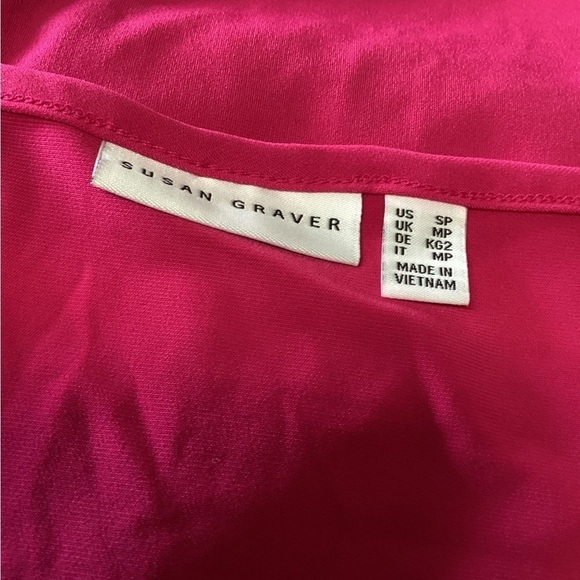 SUSAN GRAVER
US SP
UK MP
DE KG2
IT MP
MADE IN
VIETNAM